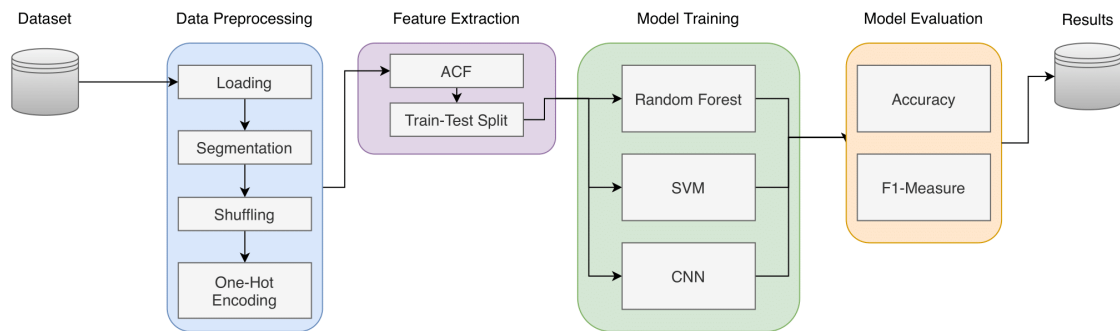 Dataset
Data Preprocessing
Feature Extraction
Model Training
Model Evaluation
Results
Loading
Segmentation
Shuffling
One-Hot
Encoding
ACF
Train-Test Split
Random Forest
SVM
CNN
Accuracy
F1-Measure